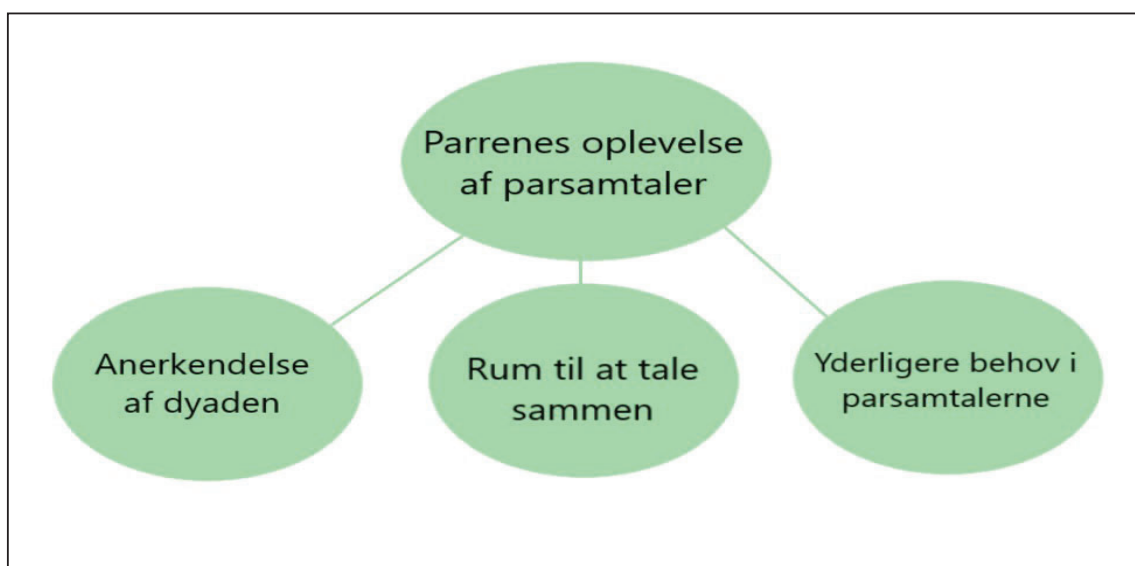 Parrenes oplevelse
af parsamtaler
Anerkendelse
af dyaden
Rum til at tale
sammen
Yderligere behov i
parsamtalerne